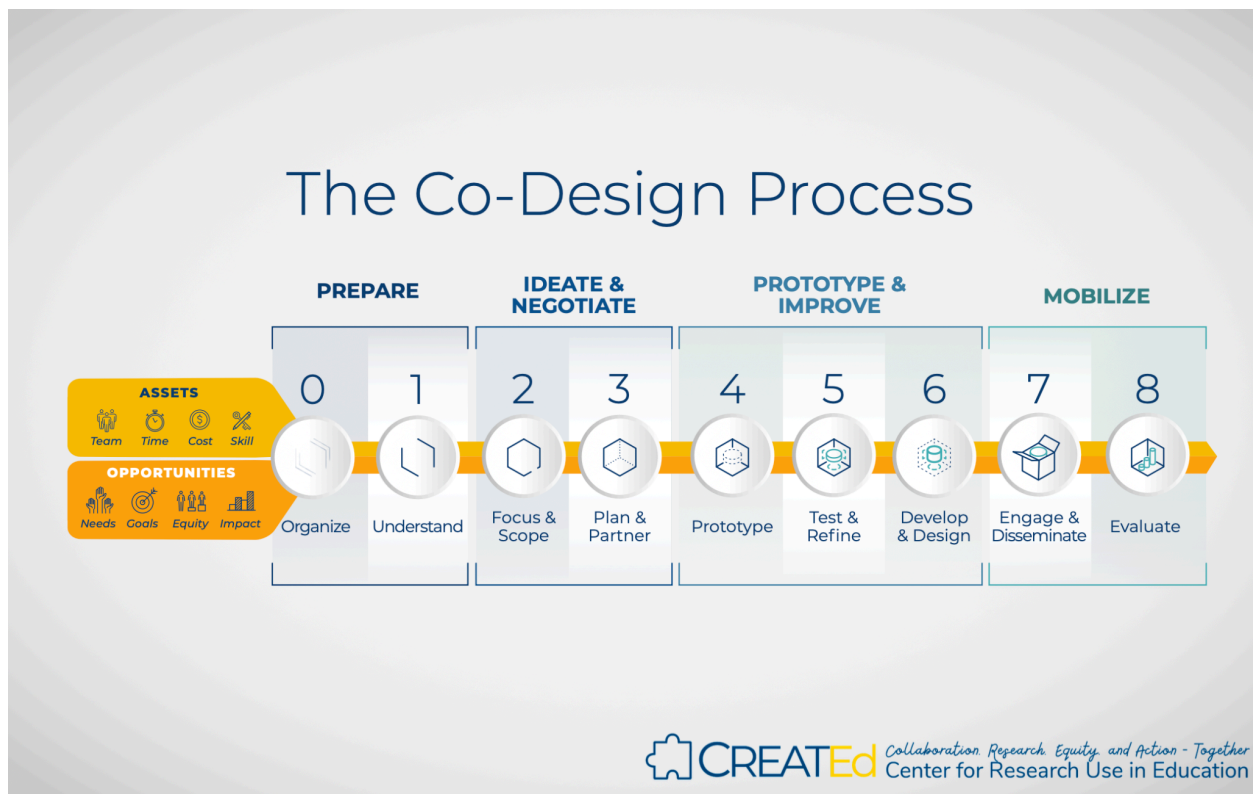 The Co-Design Process
PREPARE
IDEATE &
NEGOTIATE
PROTOTYPE &
IMPROVE
MOBILIZE
ASSETS
Team Time Cost Skill
OPPORTUNITIES
Needs Goals Equity Impact
0 1 2 3 4 5 6 7 8
Organize
Understand
Focus &
Scope
Plan &
Partner
Prototype
Test &
Refine
Develop
& Design
Engage &
Disseminate
Evaluate
CREATEd
Collaboration, Research, Equity, and Action - Together
Center for Research Use in Education